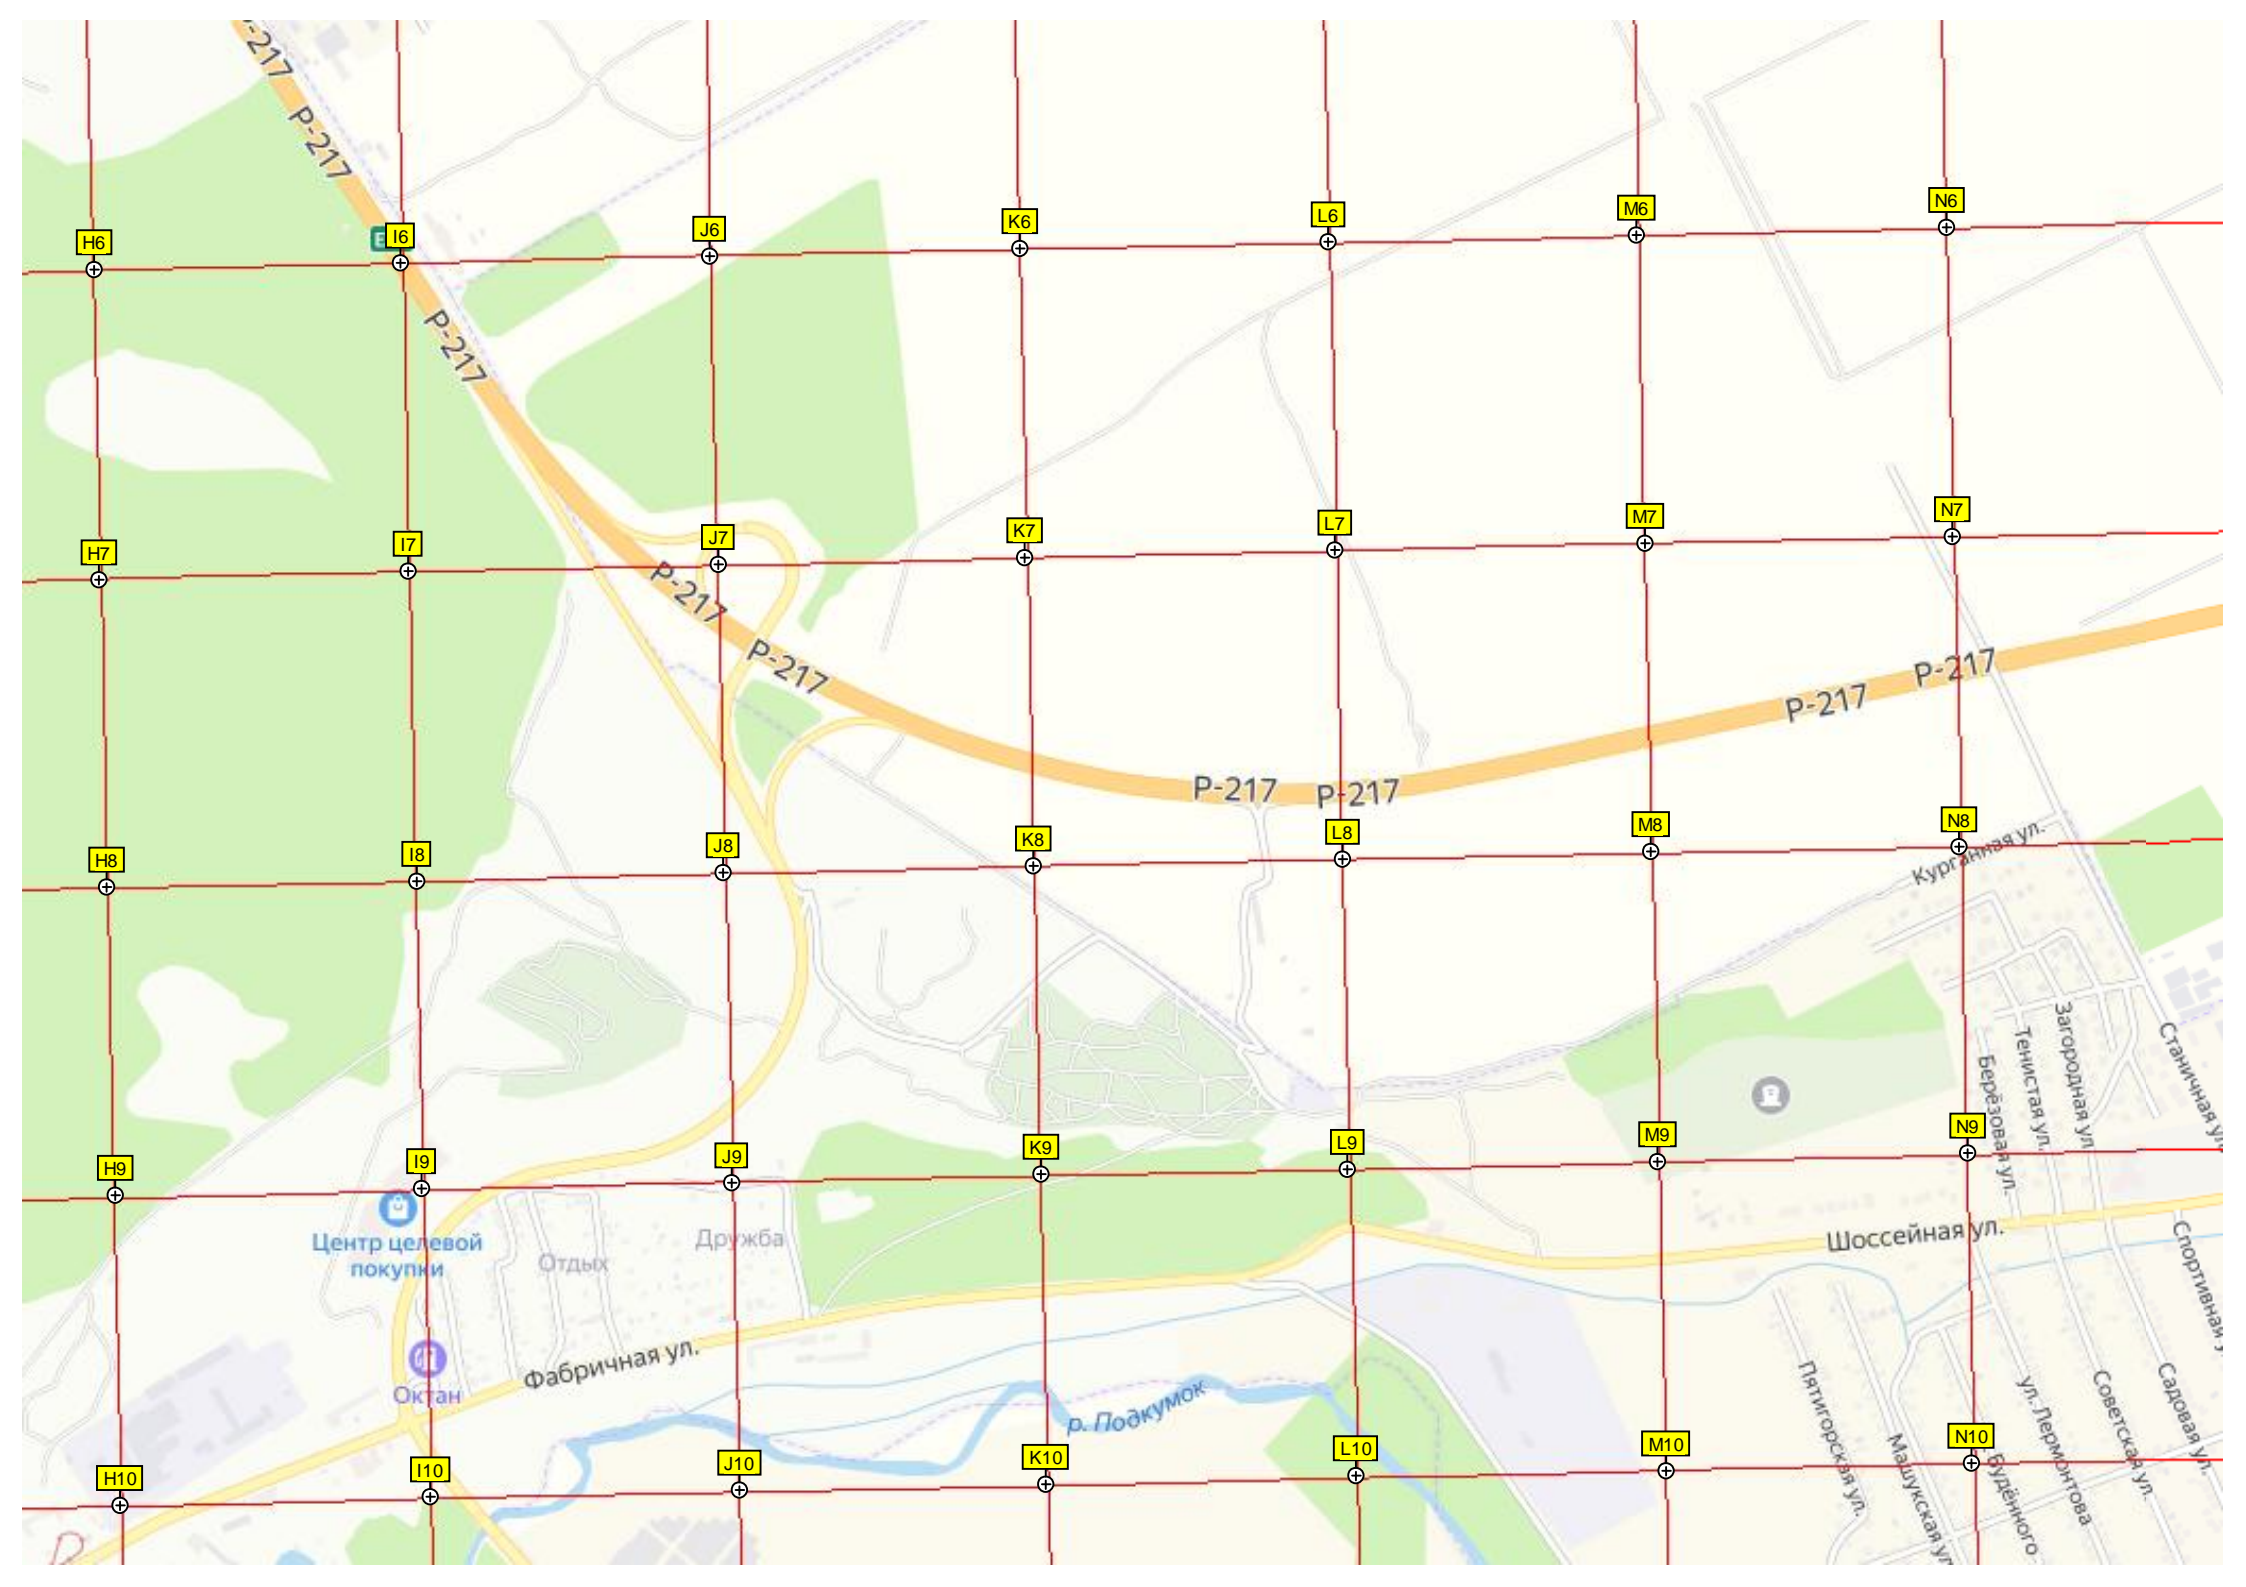 Р-217
Р-217
H6
I6
J6
K6
L6
M6
N6
Р-217
H7
I7
J7
K7
L7
M7
N7
Р-217
Р-217
Р-217
Р-217
Р-217
Р-217
H8
I8
J8
K8
L8
M8
N8
Курганная ул.
Загородная ул.
Тенистая ул.
Берёзовая ул.
Станичная ул.
H9
I9
J9
K9
L9
M9
N9
Центр целевой
покупки
Отдых
Дружба
Шоссейная ул.
Спортивная у
Фабричная ул.
Октан
р. Подкумок
Пятигорская ул.
Машукская ул
Будённого
ул. Лермонтова
Советская ул.
Садовая ул.
H10
I10
J10
K10
L10
M10
N10